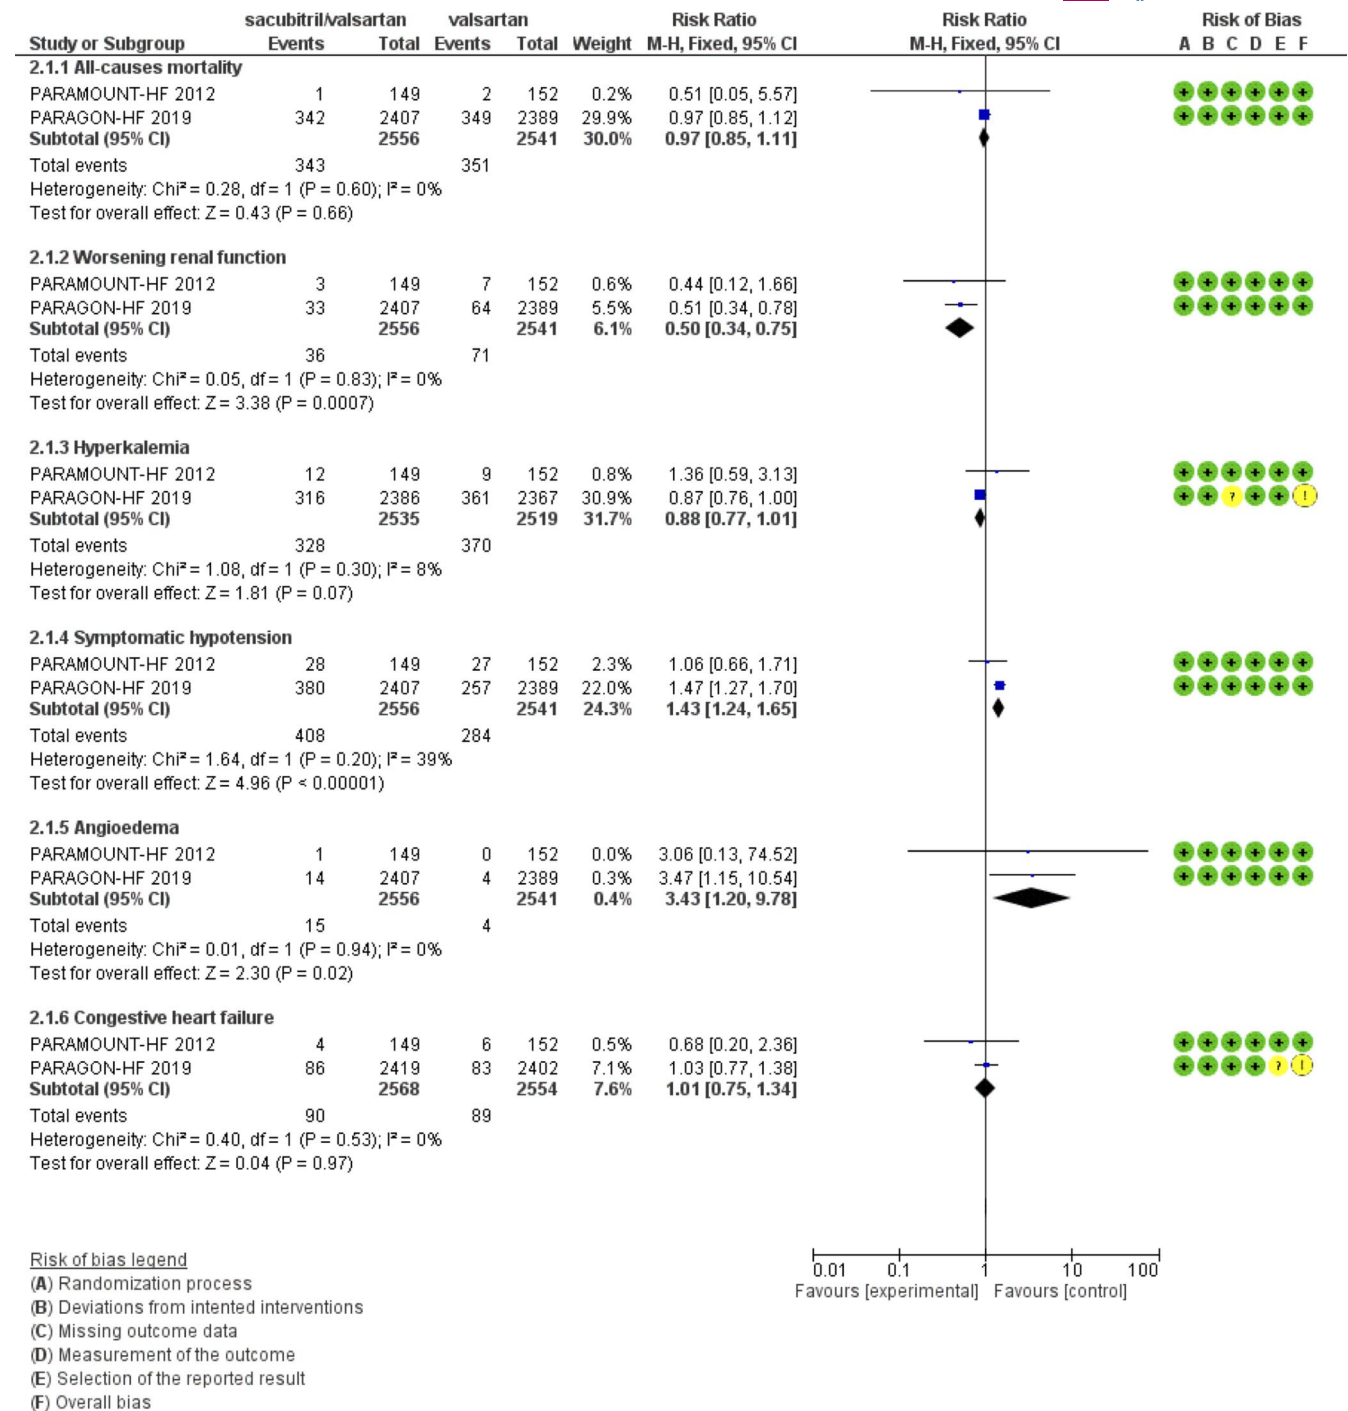 sacubitril/valsartan valsartan Risk Ratio Risk Ratio Risk of Bias
Study or Subgroup Events Total Events Total Weight M-H, Fixed, 95% CI M-H, Fixed, 95% CI A B C D E F
2.1.1 All-causes mortality
PARAMOUNT-HF 2012 1 149 2 152 0.2% 0.51 [0.05, 5.57] + + + + + +
PARAGON-HF 2019 342 2407 349 2389 29.9% 0.97 [0.85, 1.12] + + + + + +
Subtotal (95% CI) 2556 2541 30.0% 0.97 [0.85, 1.11]
Total events 343 351
Heterogeneity: Chi² = 0.28, df = 1 (P = 0.60); I² = 0%
Test for overall effect: Z = 0.43 (P = 0.66)
2.1.2 Worsening renal function
PARAMOUNT-HF 2012 3 149 7 152 0.6% 0.44 [0.12, 1.66] + + + + + +
PARAGON-HF 2019 33 2407 64 2389 5.5% 0.51 [0.34, 0.78] + + + + + +
Subtotal (95% CI) 2556 2541 6.1% 0.50 [0.34, 0.75]
Total events 36 71
Heterogeneity: Chi² = 0.05, df = 1 (P = 0.83); I² = 0%
Test for overall effect: Z = 3.38 (P = 0.0007)
2.1.3 Hyperkalemia
PARAMOUNT-HF 2012 12 149 9 152 0.8% 1.36 [0.59, 3.13] + + + + + +
PARAGON-HF 2019 316 2386 361 2367 30.9% 0.87 [0.76, 1.00] + + ? + + !
Subtotal (95% CI) 2535 2519 31.7% 0.88 [0.77, 1.01]
Total events 328 370
Heterogeneity: Chi² = 1.08, df = 1 (P = 0.30); I² = 8%
Test for overall effect: Z = 1.81 (P = 0.07)
2.1.4 Symptomatic hypotension
PARAMOUNT-HF 2012 28 149 27 152 2.3% 1.06 [0.66, 1.71] + + + + + +
PARAGON-HF 2019 380 2407 257 2389 22.0% 1.47 [1.27, 1.70] + + + + + +
Subtotal (95% CI) 2556 2541 24.3% 1.43 [1.24, 1.65]
Total events 408 284
Heterogeneity: Chi² = 1.64, df = 1 (P = 0.20); I² = 39%
Test for overall effect: Z = 4.96 (P < 0.00001)
2.1.5 Angioedema
PARAMOUNT-HF 2012 1 149 0 152 0.0% 3.06 [0.13, 74.52] + + + + + +
PARAGON-HF 2019 14 2407 4 2389 0.3% 3.47 [1.15, 10.54] + + + + + +
Subtotal (95% CI) 2556 2541 0.4% 3.43 [1.20, 9.78]
Total events 15 4
Heterogeneity: Chi² = 0.01, df = 1 (P = 0.94); I² = 0%
Test for overall effect: Z = 2.30 (P = 0.02)
2.1.6 Congestive heart failure
PARAMOUNT-HF 2012 4 149 6 152 0.5% 0.68 [0.20, 2.36] + + + + + +
PARAGON-HF 2019 86 2419 83 2402 7.1% 1.03 [0.77, 1.38] + + + + ? !
Subtotal (95% CI) 2568 2554 7.6% 1.01 [0.75, 1.34]
Total events 90 89
Heterogeneity: Chi² = 0.40, df = 1 (P = 0.53); I² = 0%
Test for overall effect: Z = 0.04 (P = 0.97)
0.01 0.1 1 10 100
Favours [experimental] Favours [control]
Risk of bias legend
(A) Randomization process
(B) Deviations from intented interventions
(C) Missing outcome data
(D) Measurement of the outcome
(E) Selection of the reported result
(F) Overall bias